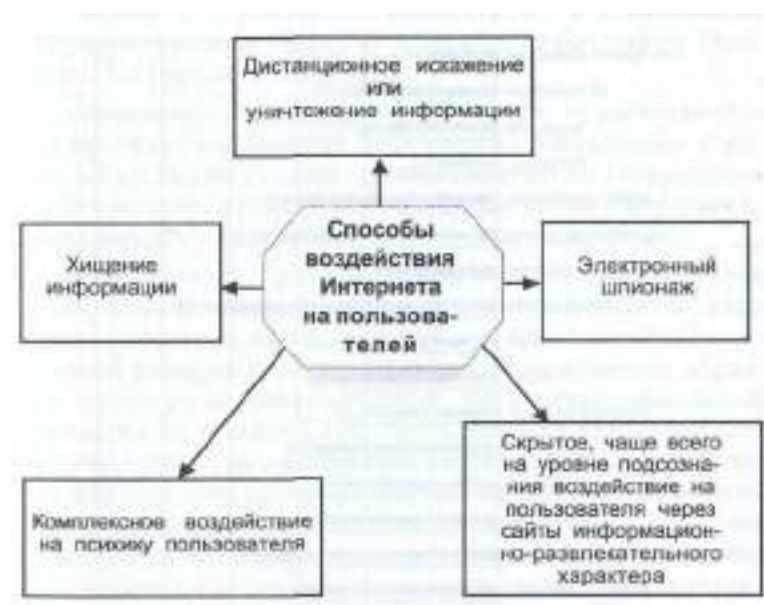 Дистанционное искажение
или
уничтожение информации
Способы
воздействия
Интернета
на пользова-
телей
Хищение
информации
Электронный
шпионаж
Комплексное воздействие
на психику пользователя
Скрытое, чаще всего
на уровне подсозна-
ния воздействие на
пользователя через
сайты информацион-
но-развлекательного
характера